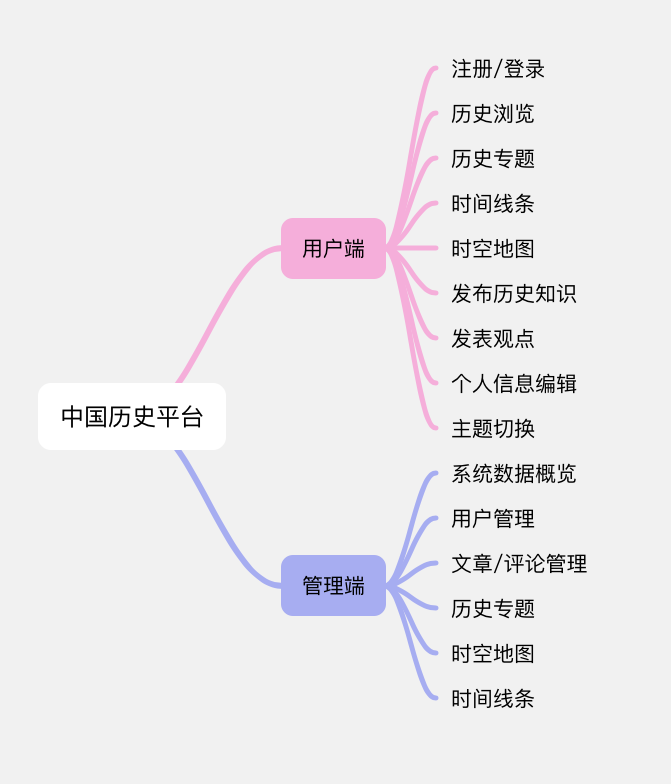 中国历史平台
用户端
注册/登录
历史浏览
历史专题
时间线条
时空地图
发布历史知识
发表观点
个人信息编辑
主题切换
管理端
系统数据概览
用户管理
文章/评论管理
历史专题
时空地图
时间线条